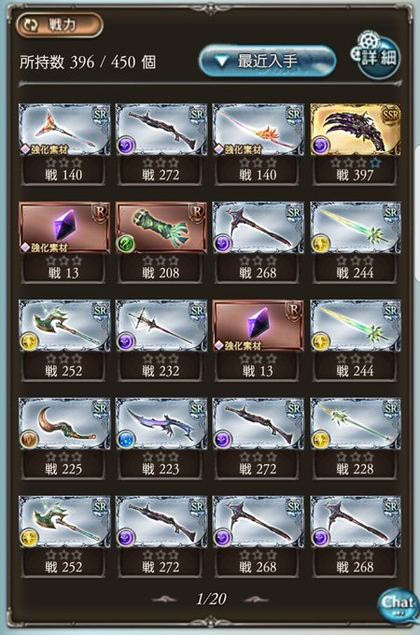 戦力
所持数 396 / 450 個
▼ 最近入手
詳細
SR SR SR SSR
強化素材 強化素材
戦 140 戦 272 戦 140 戦 397
R R SR SR
強化素材
戦 13 戦 208 戦 268 戦 244
SR SR R SR
強化素材
戦 252 戦 232 戦 13 戦 244
SR SR SR SR
戦 225 戦 223 戦 272 戦 228
SR SR SR SR
戦 252 戦 272 戦 268 戦 268
1/20
Chat